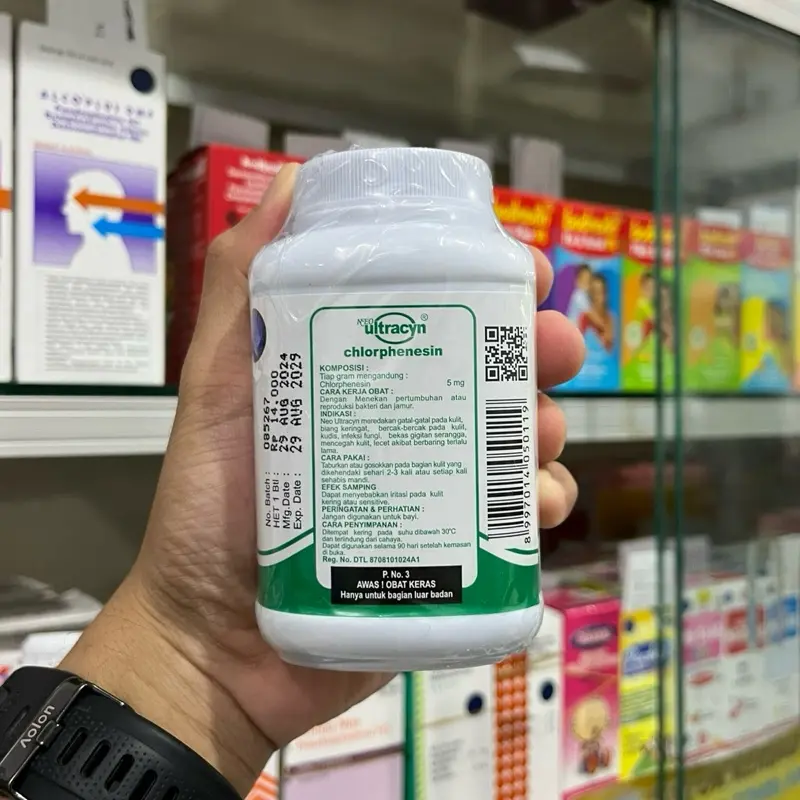 NEO ultracyn ®
chlorphenesin
KOMPOSISI :
Tiap gram mengandung :
Chlorphenesin 5 mg
CARA KERJA OBAT :
Dengan Menekan pertumbuhan atau
reproduksi bakteri dan jamur.
INDIKASI :
Neo Ultracyn meredakan gatal-gatal pada kulit,
biang keringat, bercak-bercak pada kulit,
kudis, infeksi fungi, bekas gigitan serangga,
mencegah kulit, lecet akibat berbaring terlalu
lama.
CARA PAKAI :
Taburkan atau gosokkan pada bagian kulit yang
dikehendaki sehari 2-3 kali atau setiap kali
sehabis mandi.
EFEK SAMPING
Dapat menyebabkan iritasi pada kulit
kering atau sensitive.
PERINGATAN & PERHATIAN :
Jangan digunakan untuk bayi.
CARA PENYIMPANAN :
Ditempat kering pada suhu dibawah 30°C
dan terlindung dari cahaya.
Dapat digunakan selama 90 hari setelah kemasan
di buka.
Reg. No. DTL 8706101024A1
P. No. 3
AWAS ! OBAT KERAS
Hanya untuk bagian luar badan
No. Batch : 085267
HET 1 Btl : Rp 14,000
Mfg.Date : 29 AUG 2024
Exp. Date : 29 AUG 2029
8 997014 050119
Aolon